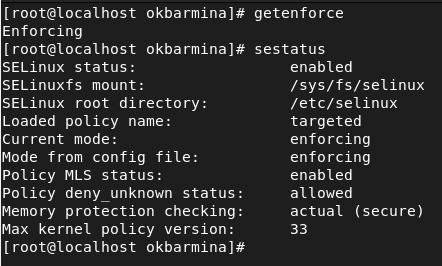 [root@localhost okbarmina]# getenforce
Enforcing
[root@localhost okbarmina]# sestatus
SELinux status:                 enabled
SELinuxfs mount:                /sys/fs/selinux
SELinux root directory:         /etc/selinux
Loaded policy name:             targeted
Current mode:                   enforcing
Mode from config file:          enforcing
Policy MLS status:              enabled
Policy deny_unknown status:     allowed
Memory protection checking:     actual (secure)
Max kernel policy version:      33
[root@localhost okbarmina]#